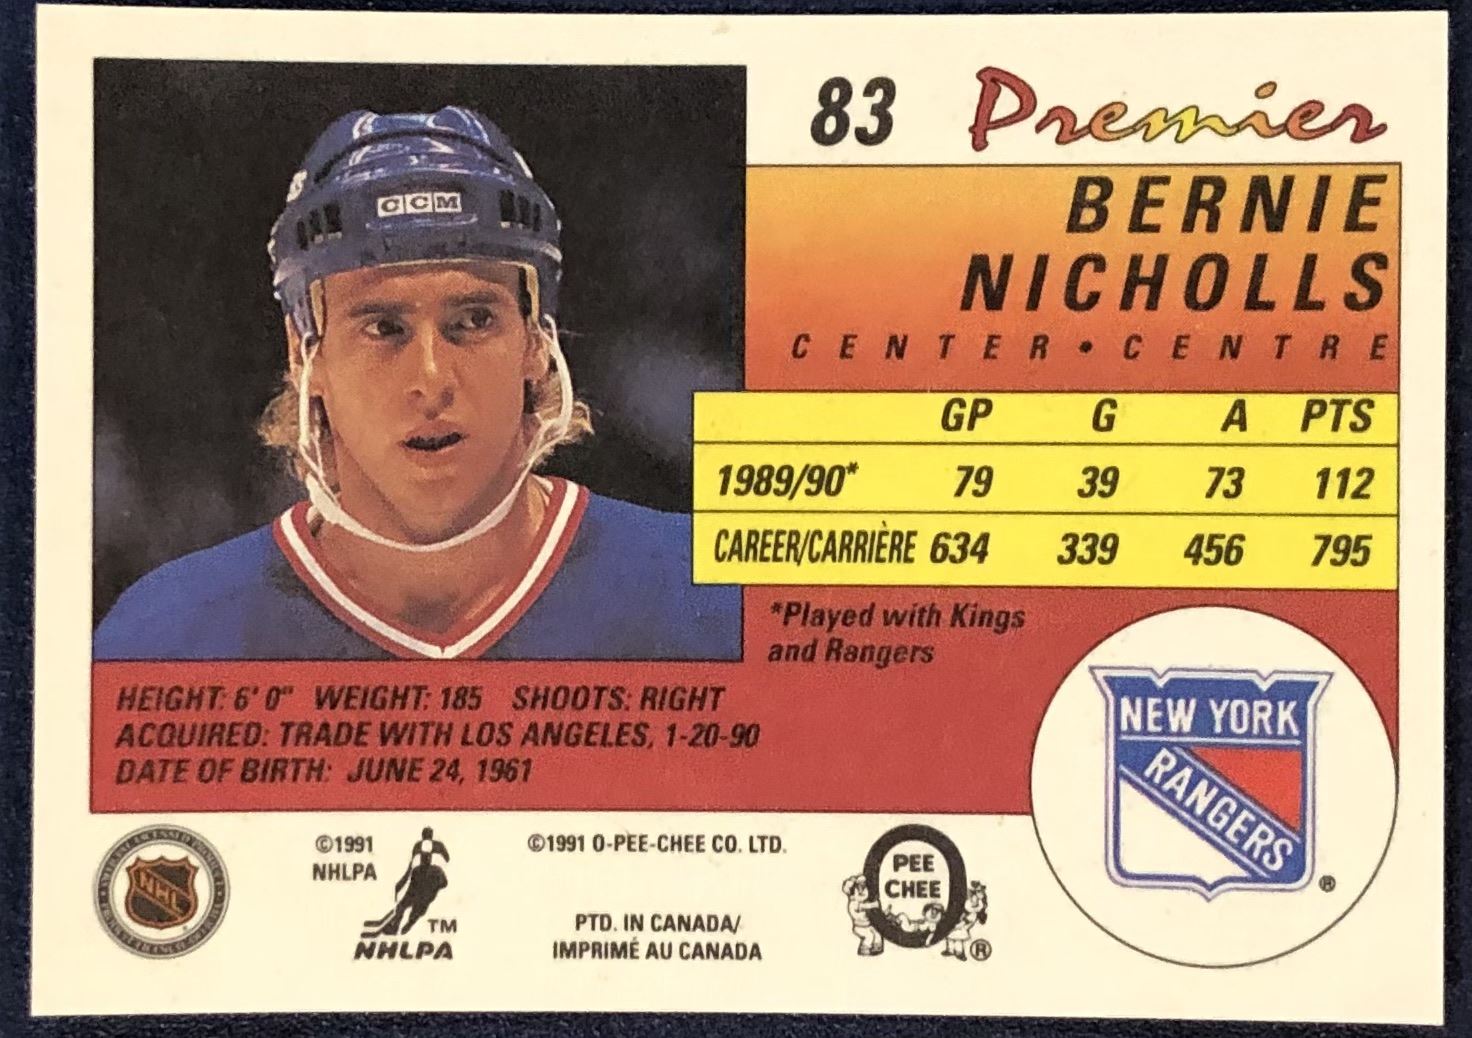 83 Premier
BERNIE
NICHOLLS
CENTER • CENTRE
GP G A PTS
1989/90* 79 39 73 112
CAREER/CARRIÈRE 634 339 456 795
*Played with Kings
and Rangers
HEIGHT: 6' 0" WEIGHT: 185 SHOOTS: RIGHT
ACQUIRED: TRADE WITH LOS ANGELES, 1-20-90
DATE OF BIRTH: JUNE 24, 1961
CCM
NEW YORK
RANGERS
®
NHL
©1991
NHLPA
TM
NHLPA
©1991 O-PEE-CHEE CO. LTD.
PTD. IN CANADA/
IMPRIMÉ AU CANADA
O
PEE
CHEE
®